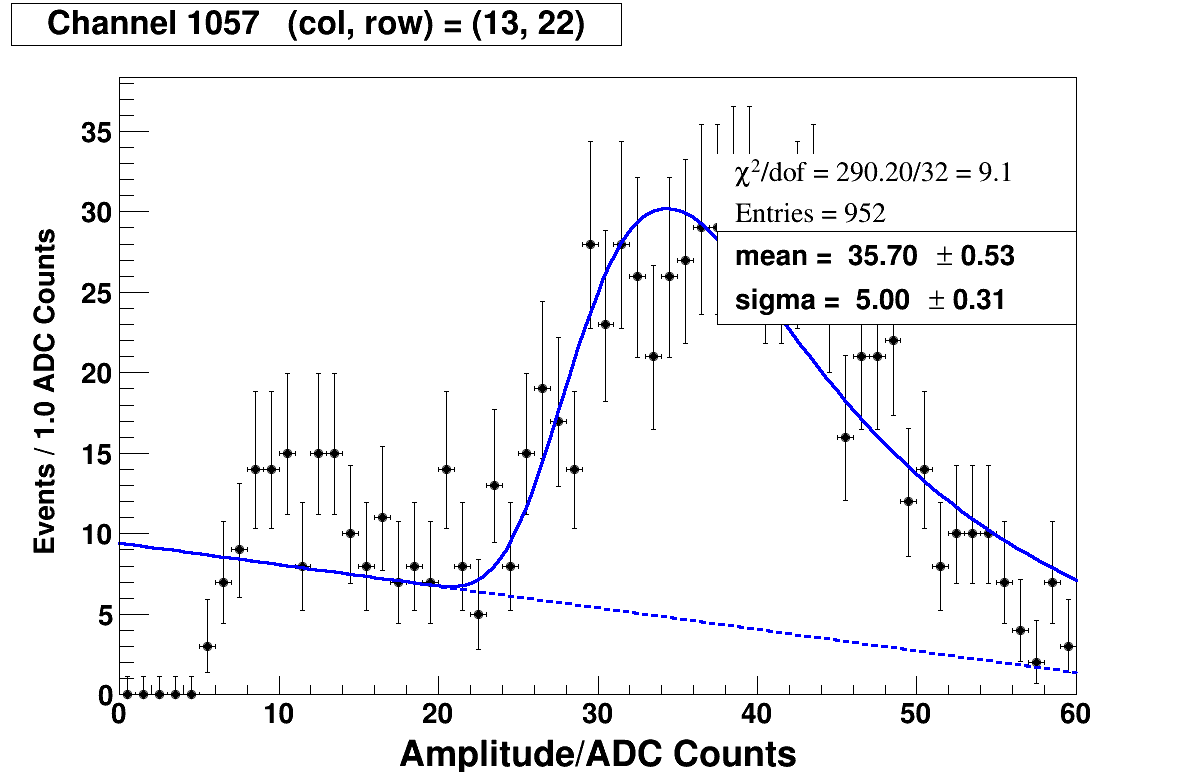 Channel 1057 (col, row) = (13, 22)
χ²/dof = 290.20/32 = 9.1
Entries = 952
mean = 35.70 ± 0.53
sigma = 5.00 ± 0.31
Events / 1.0 ADC Counts
35
30
25
20
15
10
5
0
0 10 20 30 40 50 60
Amplitude/ADC Counts